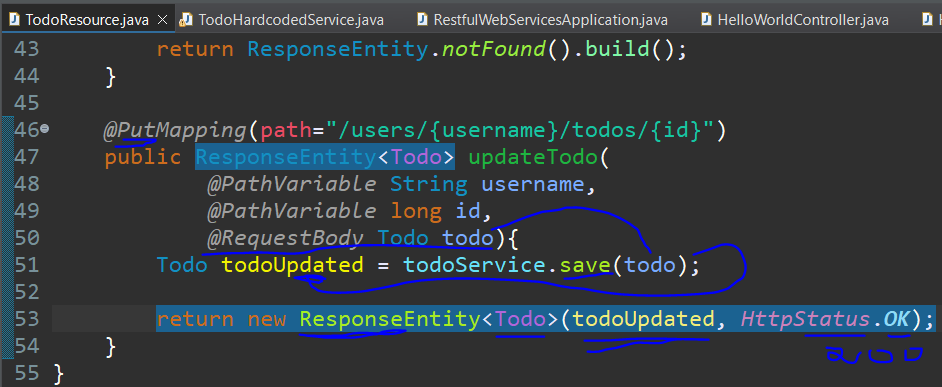 TodoResource.java TodoHardcodedService.java RestfulWebServicesApplication.java HelloWorldController.java
43 return ResponseEntity.notFound().build();
44 }
45
46 @PutMapping(path="/users/{username}/todos/{id}")
47 public ResponseEntity<Todo> updateTodo(
48 @PathVariable String username,
49 @PathVariable long id,
50 @RequestBody Todo todo){
51 Todo todoUpdated = todoService.save(todo);
52
53 return new ResponseEntity<Todo>(todoUpdated, HttpStatus.OK);
54 }
200
55 }